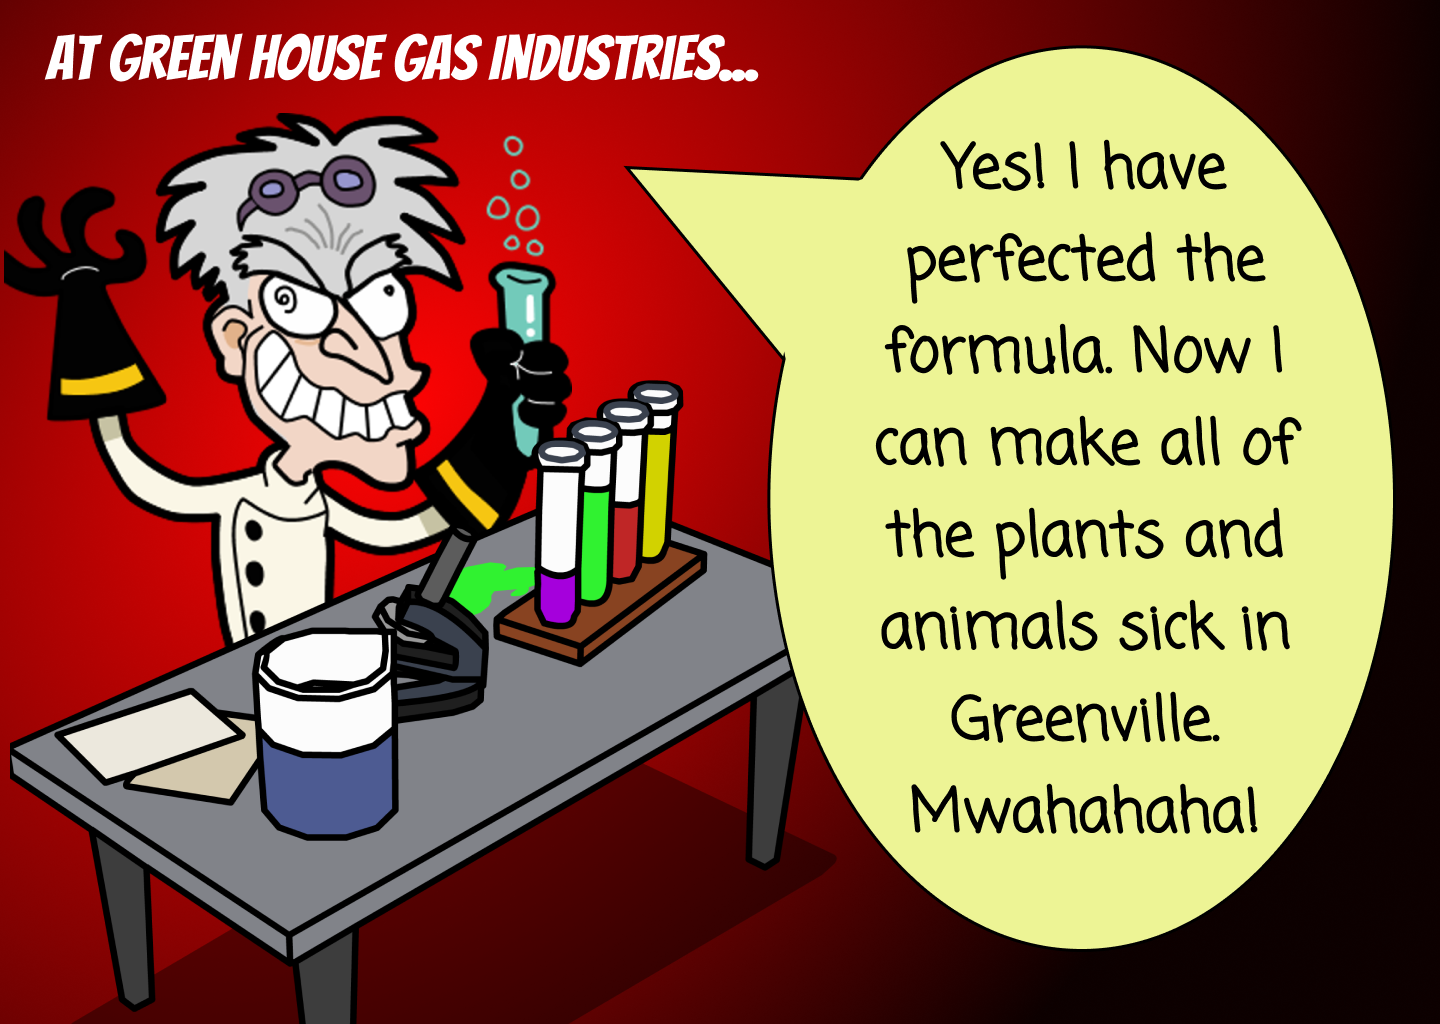 AT GREEN HOUSE GAS INDUSTRIES...
Yes! I have
perfected the
formula. Now I
can make all of
the plants and
animals sick in
Greenville.
Mwahahaha!